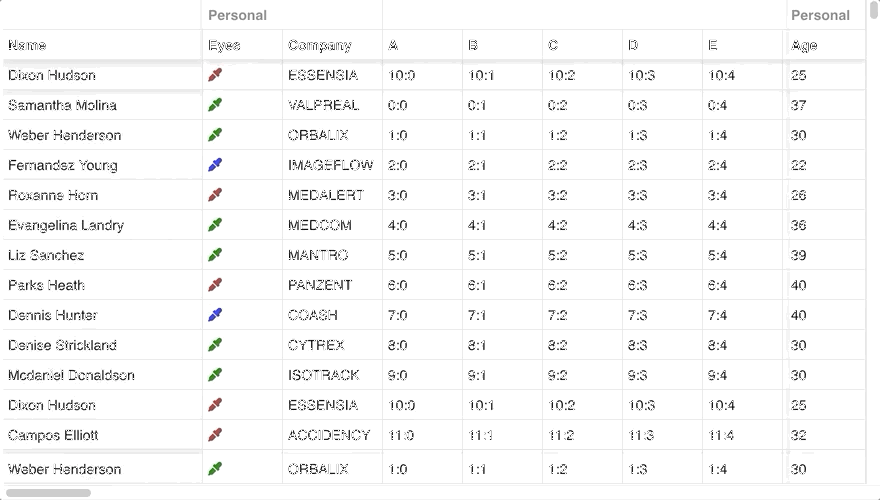 Personal Personal
Name Eyes Company A B C D E Age
Dixon Hudson ESSENSIA 10:0 10:1 10:2 10:3 10:4 25
Samantha Molina VALPREAL 0:0 0:1 0:2 0:3 0:4 37
Weber Henderson ORBALIX 1:0 1:1 1:2 1:3 1:4 30
Fernandez Young IMAGEFLOW 2:0 2:1 2:2 2:3 2:4 22
Roxanne Horn MEDALERT 3:0 3:1 3:2 3:3 3:4 26
Evangelina Landry MEDCOM 4:0 4:1 4:2 4:3 4:4 36
Liz Sanchez MANTRO 5:0 5:1 5:2 5:3 5:4 39
Parks Heath PANZENT 6:0 6:1 6:2 6:3 6:4 40
Dennis Hunter COASH 7:0 7:1 7:2 7:3 7:4 40
Denise Strickland CYTREX 8:0 8:1 8:2 8:3 8:4 30
Mcdaniel Donaldson ISOTRACK 9:0 9:1 9:2 9:3 9:4 30
Dixon Hudson ESSENSIA 10:0 10:1 10:2 10:3 10:4 25
Campos Elliott ACCIDENCY 11:0 11:1 11:2 11:3 11:4 32
Weber Henderson ORBALIX 1:0 1:1 1:2 1:3 1:4 30